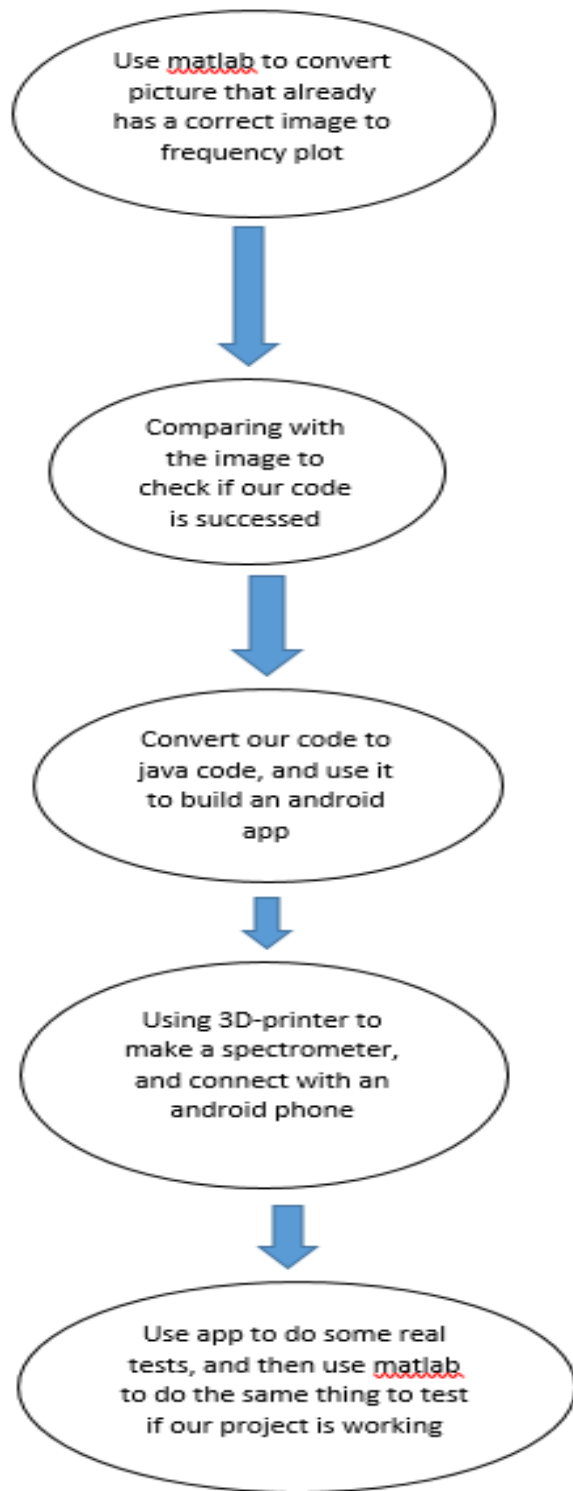 Use matlab to convert
picture that already
has a correct image to
frequency plot
Comparing with
the image to
check if our code
is successed
Convert our code to
java code, and use it
to build an android
app
Using 3D-printer to
make a spectrometer,
and connect with an
android phone
Use app to do some real
tests, and then use matlab
to do the same thing to test
if our project is working